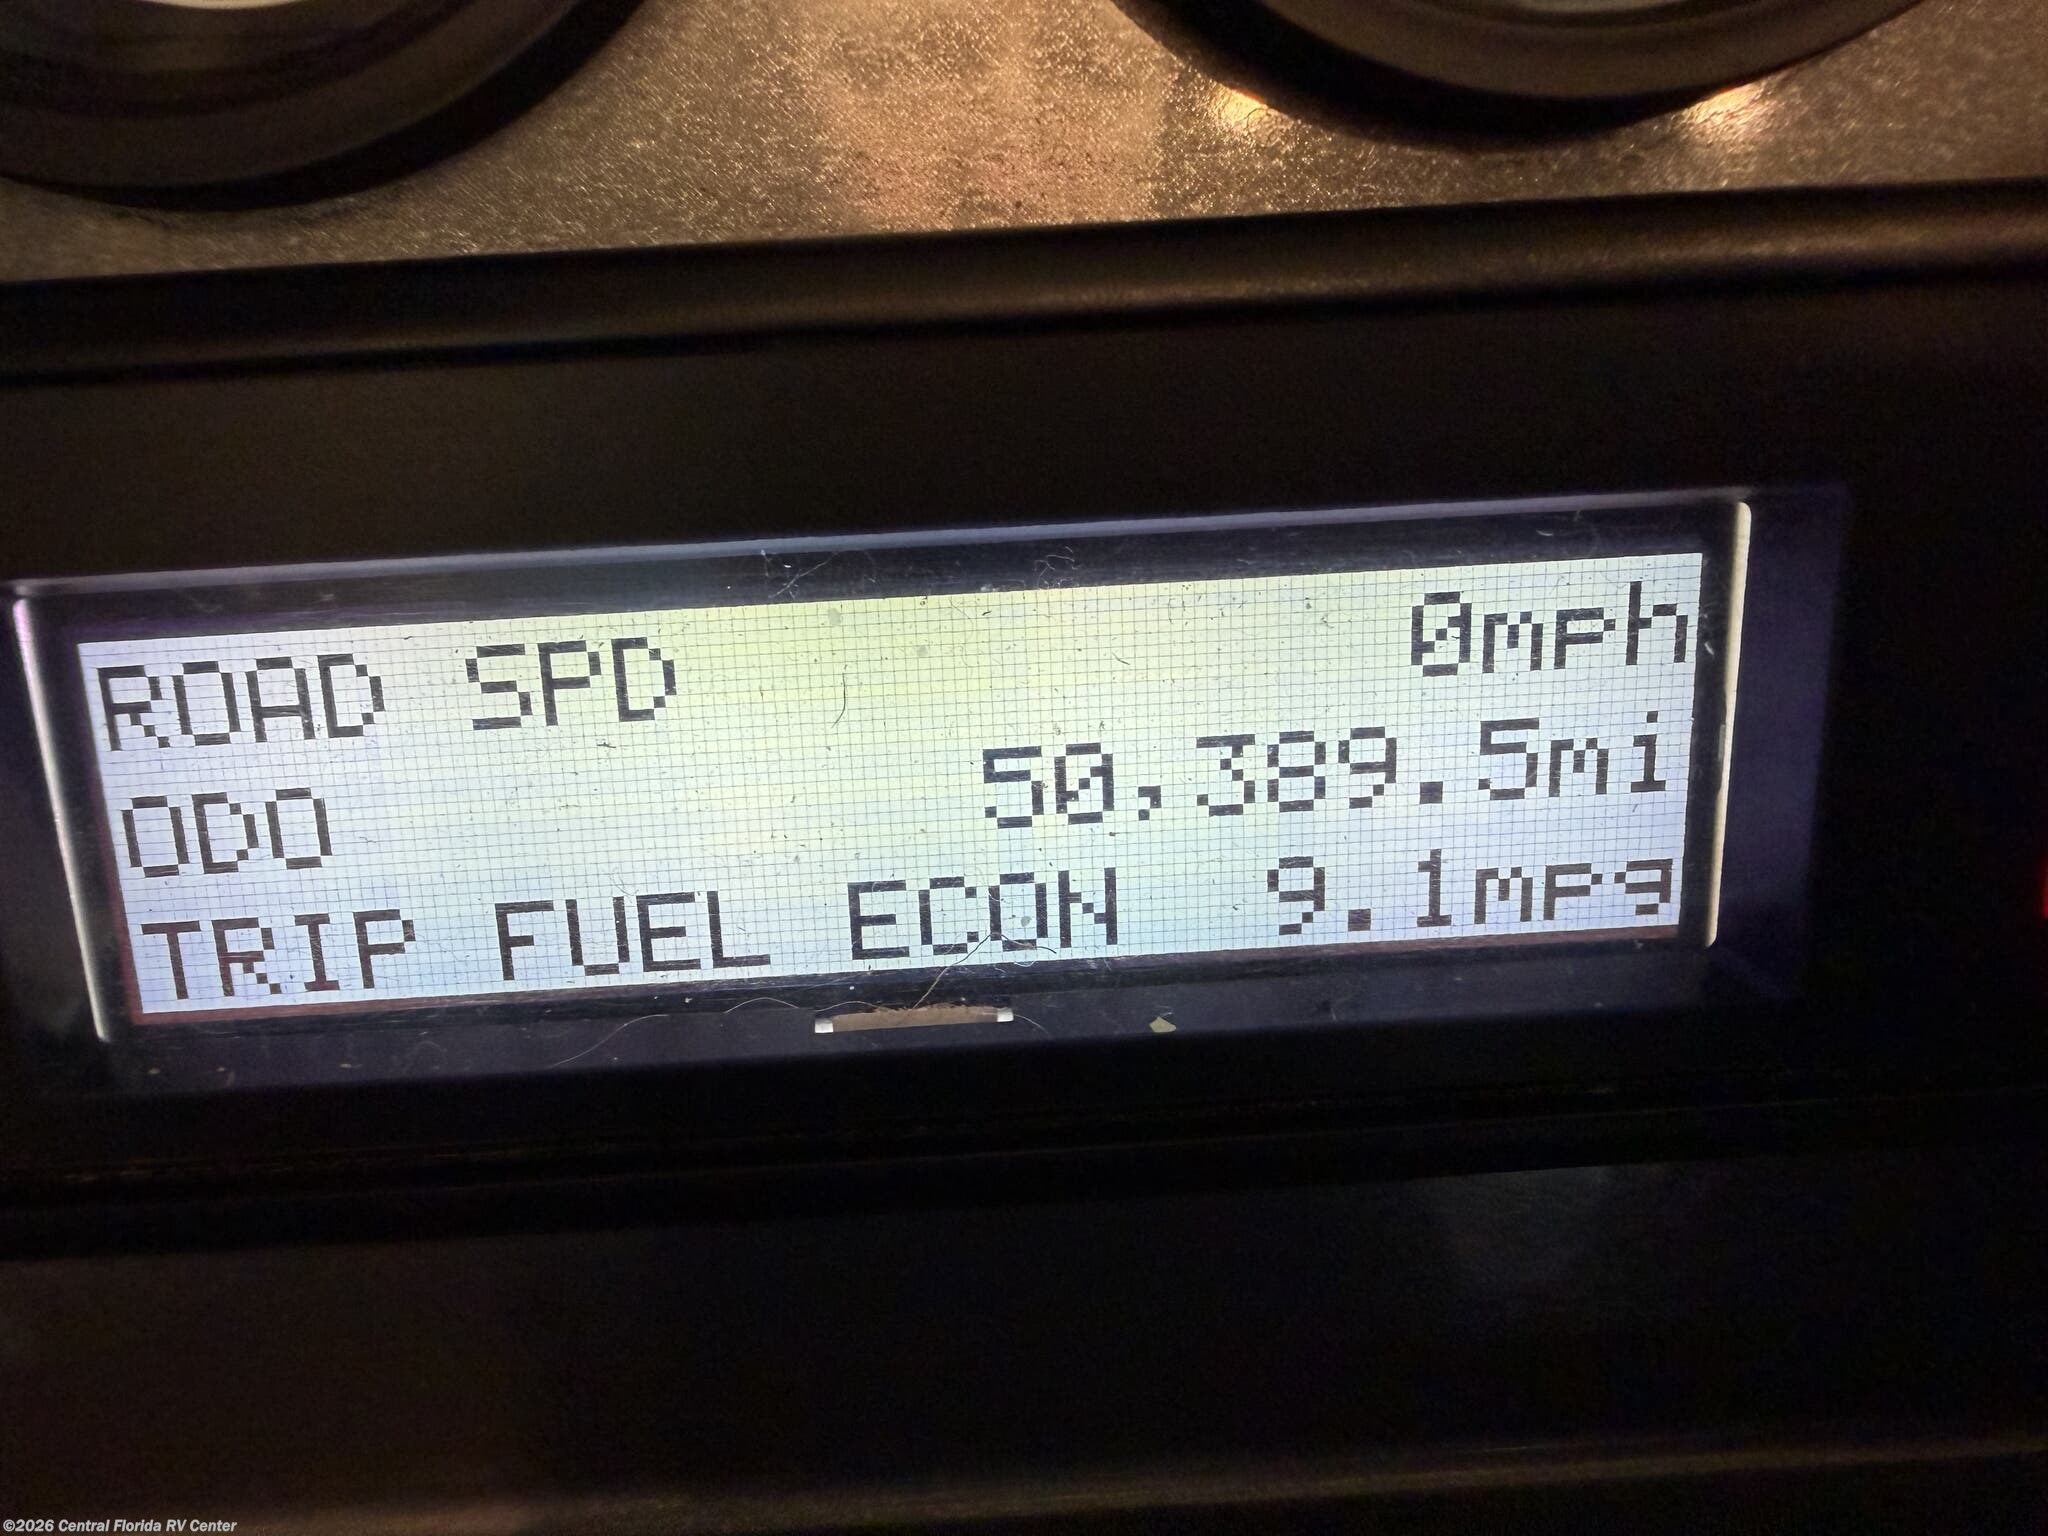 ROAD SPD 0mph
ODO 50,389.5mi
TRIP FUEL ECON 9.1mpg
©2026 Central Florida RV Center